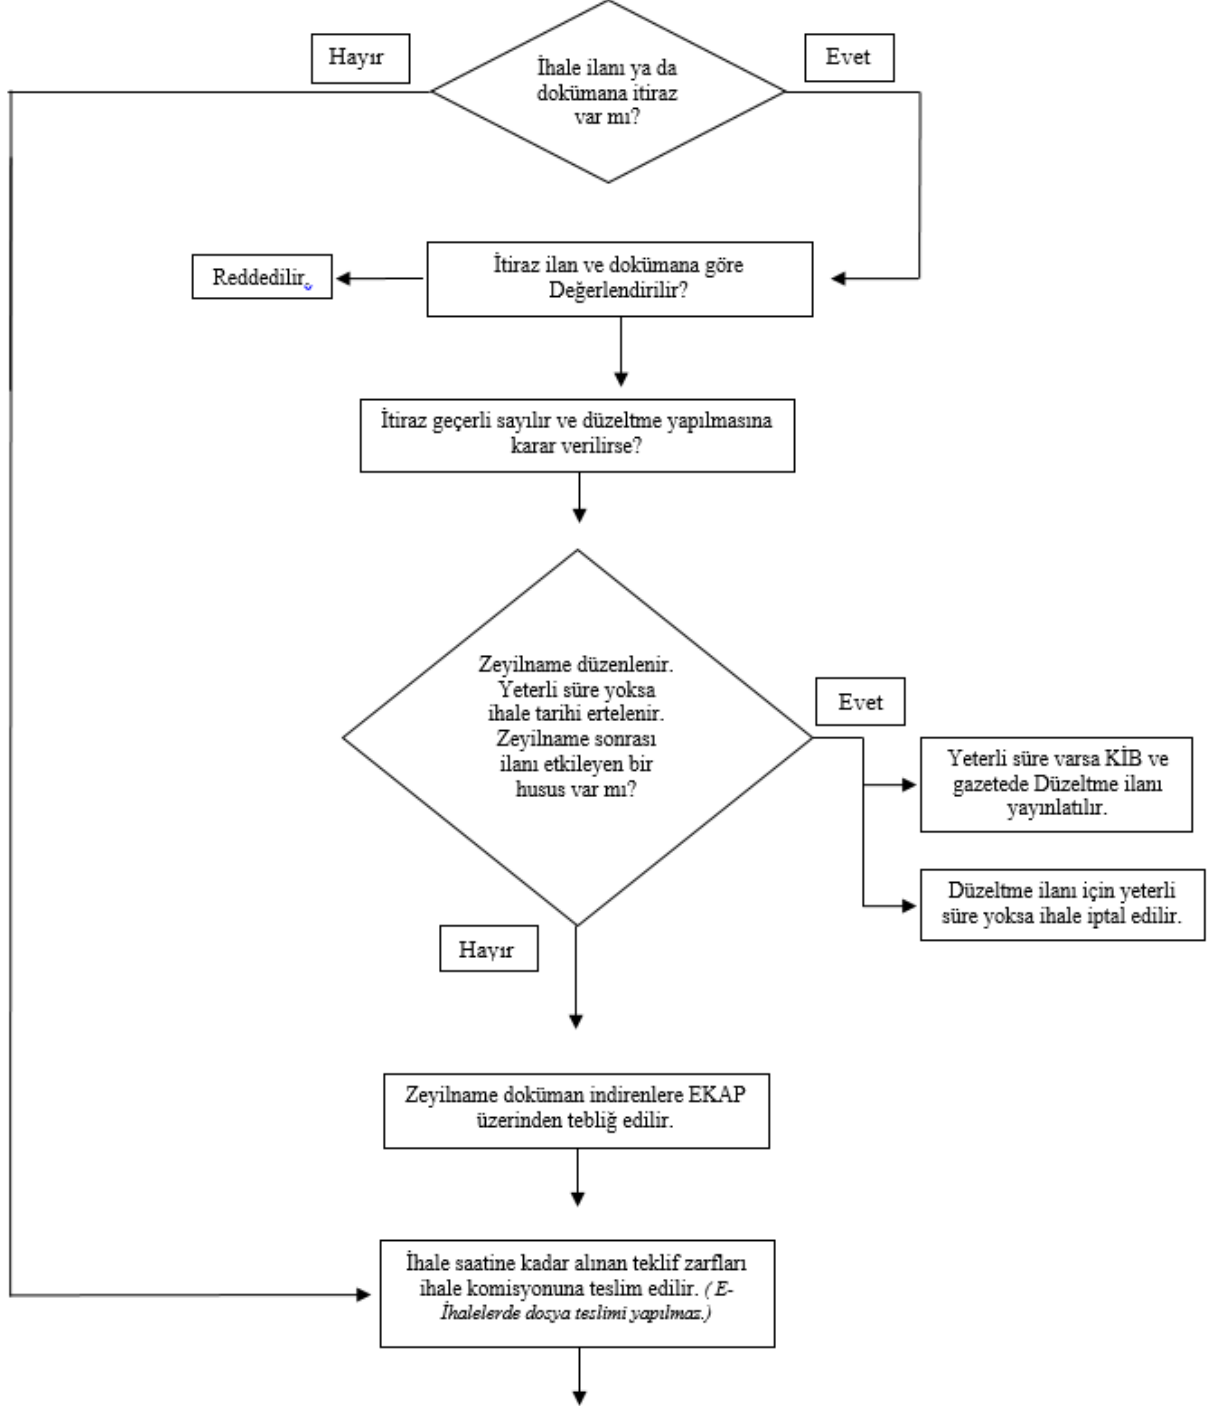 Hayır
Evet
İhale ilanı ya da
dokümana itiraz
var mı?
İtiraz ilan ve dokümana göre
Değerlendirilir?
Reddedilir.
İtiraz geçerli sayılır ve düzeltme yapılmasına
karar verilirse?
Zeyilname düzenlenir.
Yeterli süre yoksa
ihale tarihi ertelenir.
Zeyilname sonrası
ilanı etkileyen bir
husus var mı?
Evet
Yeterli süre varsa KİB ve
gazetede Düzeltme ilanı
yayınlatılır.
Düzeltme ilanı için yeterli
süre yoksa ihale iptal edilir.
Hayır
Zeyilname doküman indirenlere EKAP
üzerinden tebliğ edilir.
İhale saatine kadar alınan teklif zarfları
ihale komisyonuna teslim edilir. ( E-
İhalelerde dosya teslimi yapılmas.)